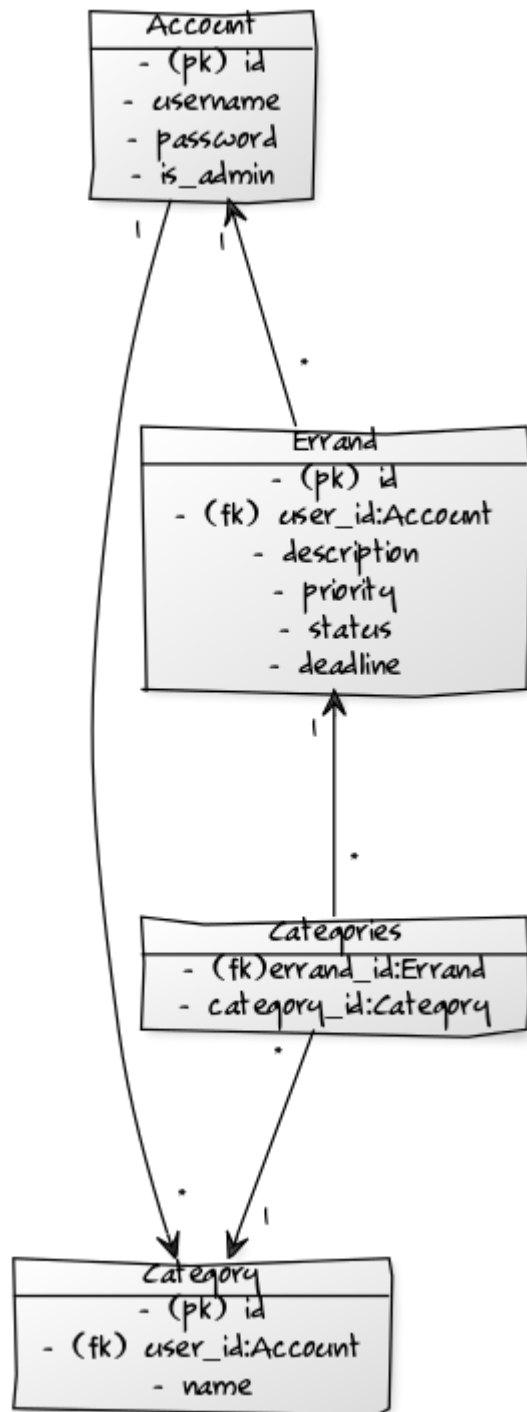 Account
- (pk) id
- username
- password
- is_admin
1
1
*
Errand
- (pk) id
- (fk) user_id:Account
- description
- priority
- status
- deadline
1
*
Categories
- (fk)errand_id:Errand
- category_id:Category
*
*
1
Category
- (pk) id
- (fk) user_id:Account
- name